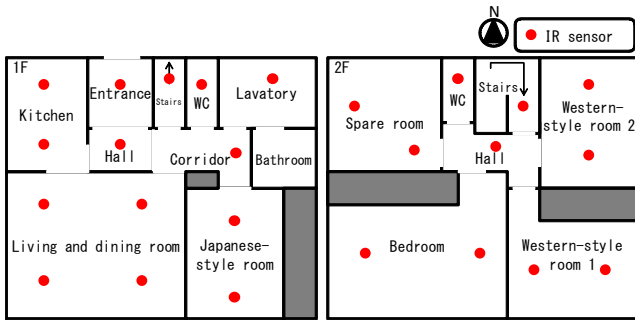 N
IR sensor
1F
Entrance
Stairs
WC
Lavatory
Kitchen
Hall
Corridor
Bathroom
Living and dining room
Japanese-
style room
2F
WC
Stairs
Western-
style room 2
Spare room
Hall
Bedroom
Western-style
room 1